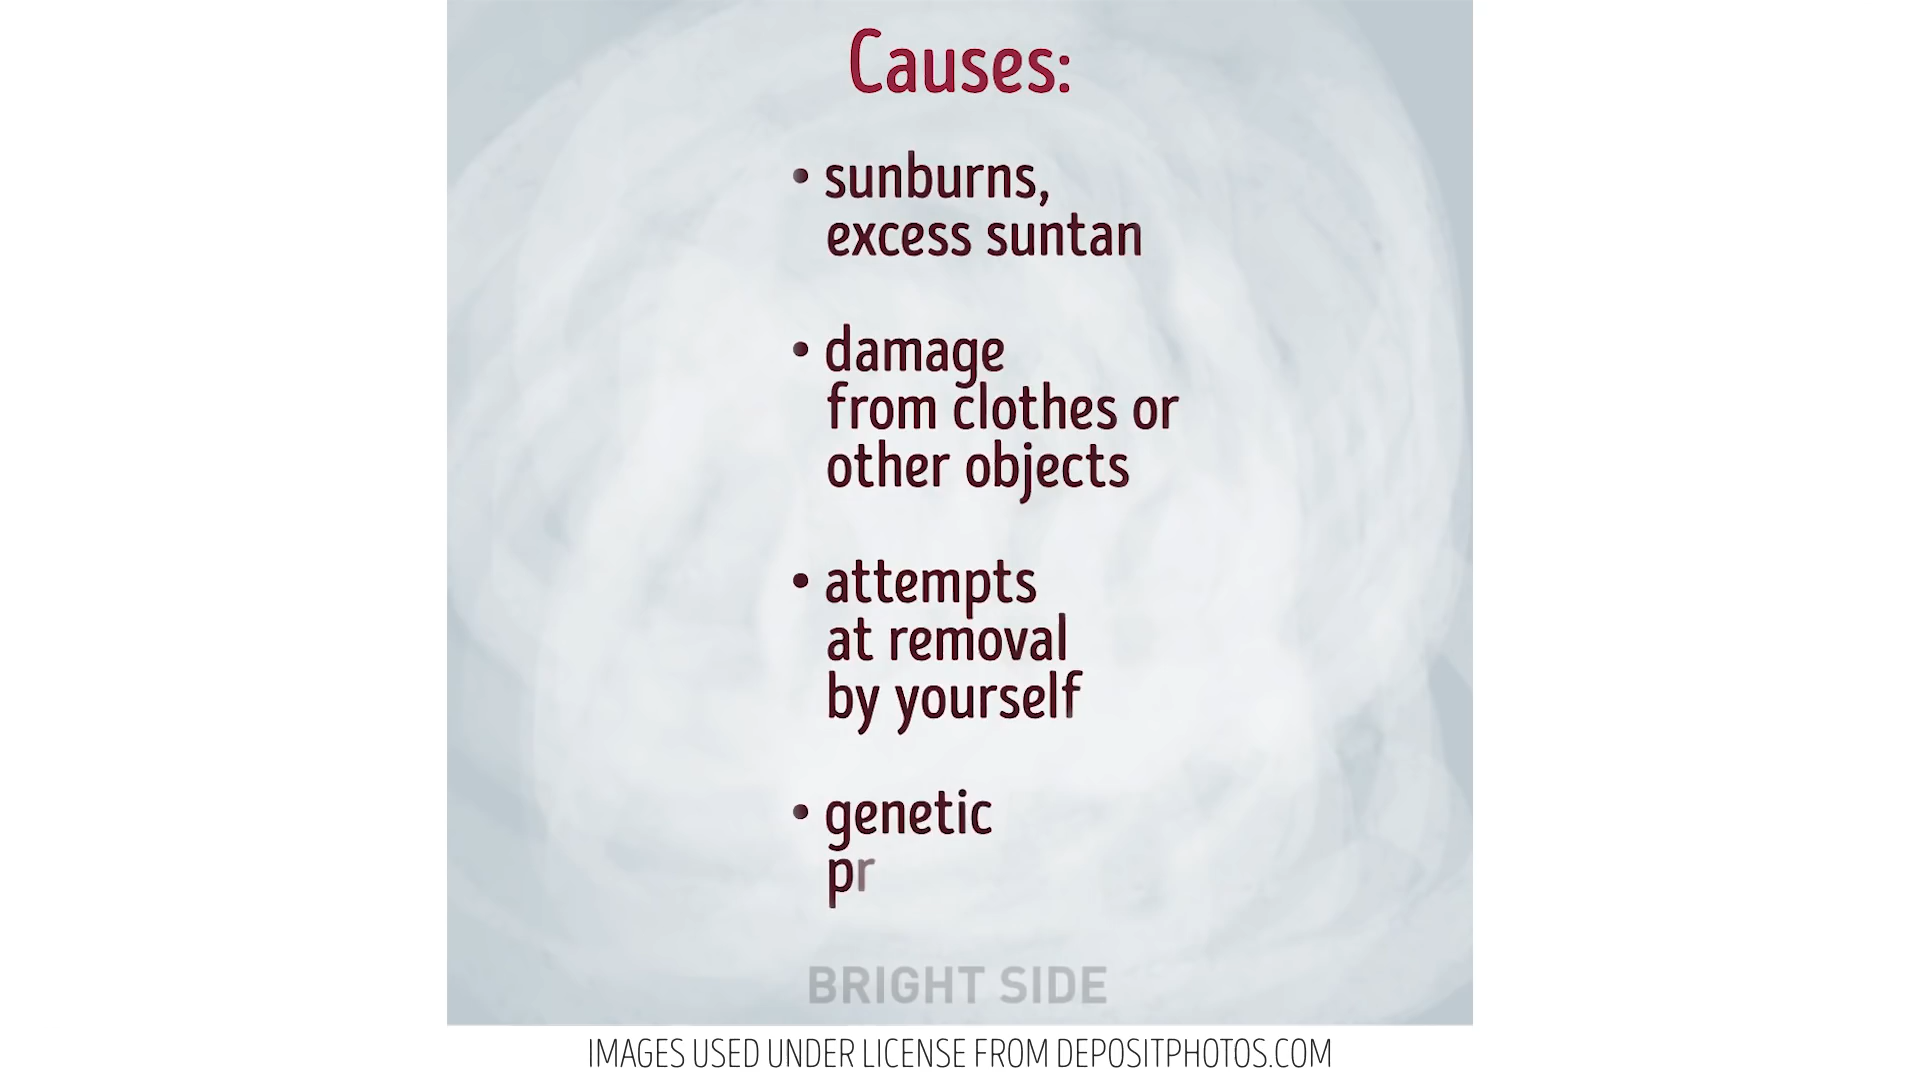 Causes:
• sunburns,
excess suntan
• damage
from clothes or
other objects
• attempts
at removal
by yourself
• genetic
pr
BRIGHT SIDE
IMAGES USED UNDER LICENSE FROM DEPOSITPHOTOS.COM